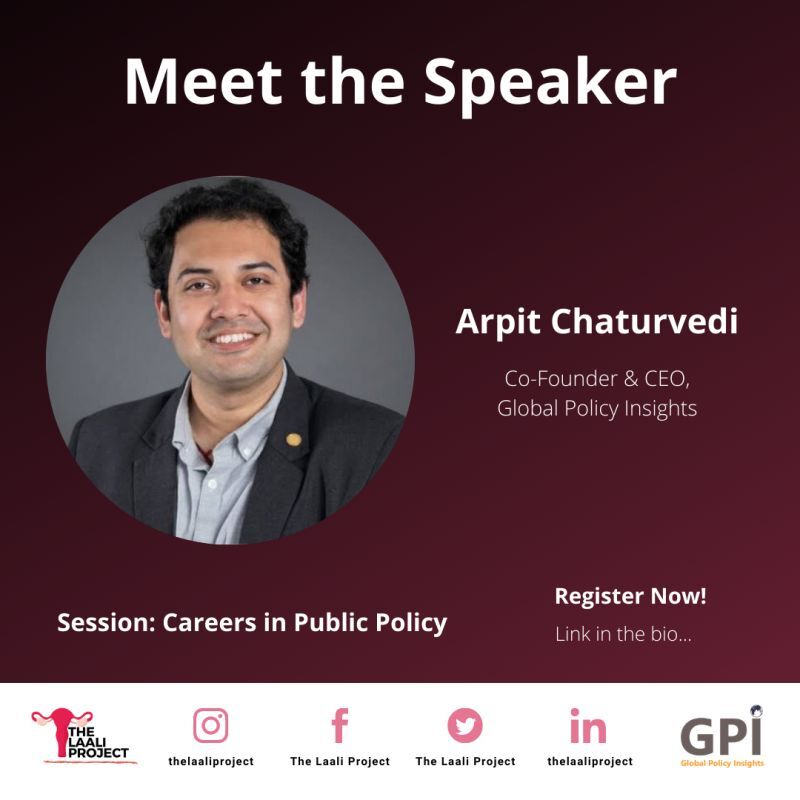 Meet the Speaker
Arpit Chaturvedi
Co-Founder & CEO,
Global Policy Insights
Session: Careers in Public Policy
Register Now!
Link in the bio...
THE
LAALI
PROJECT
thelaaliproject
The Laali Project
The Laali Project
thelaaliproject
GPi
Global Policy Insights